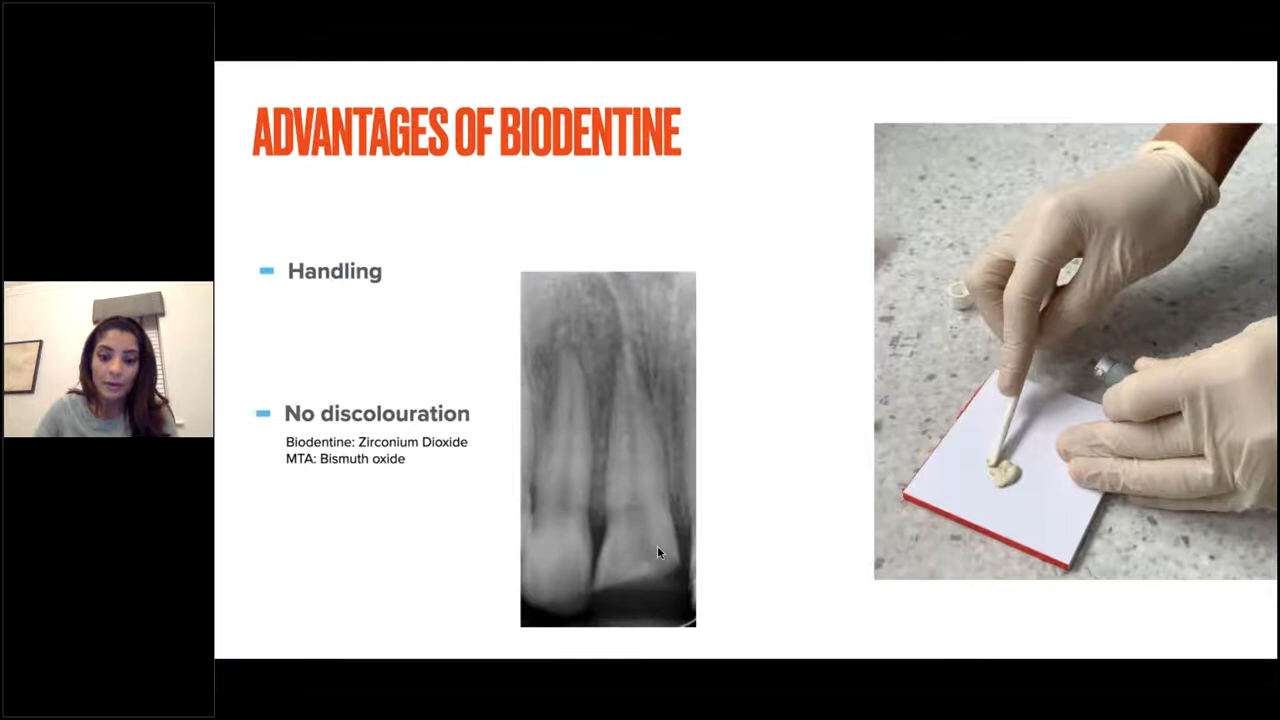 ADVANTAGES OF BIODENTINE
Handling
No discolouration
Biodentine: Zirconium Dioxide
MTA: Bismuth oxide